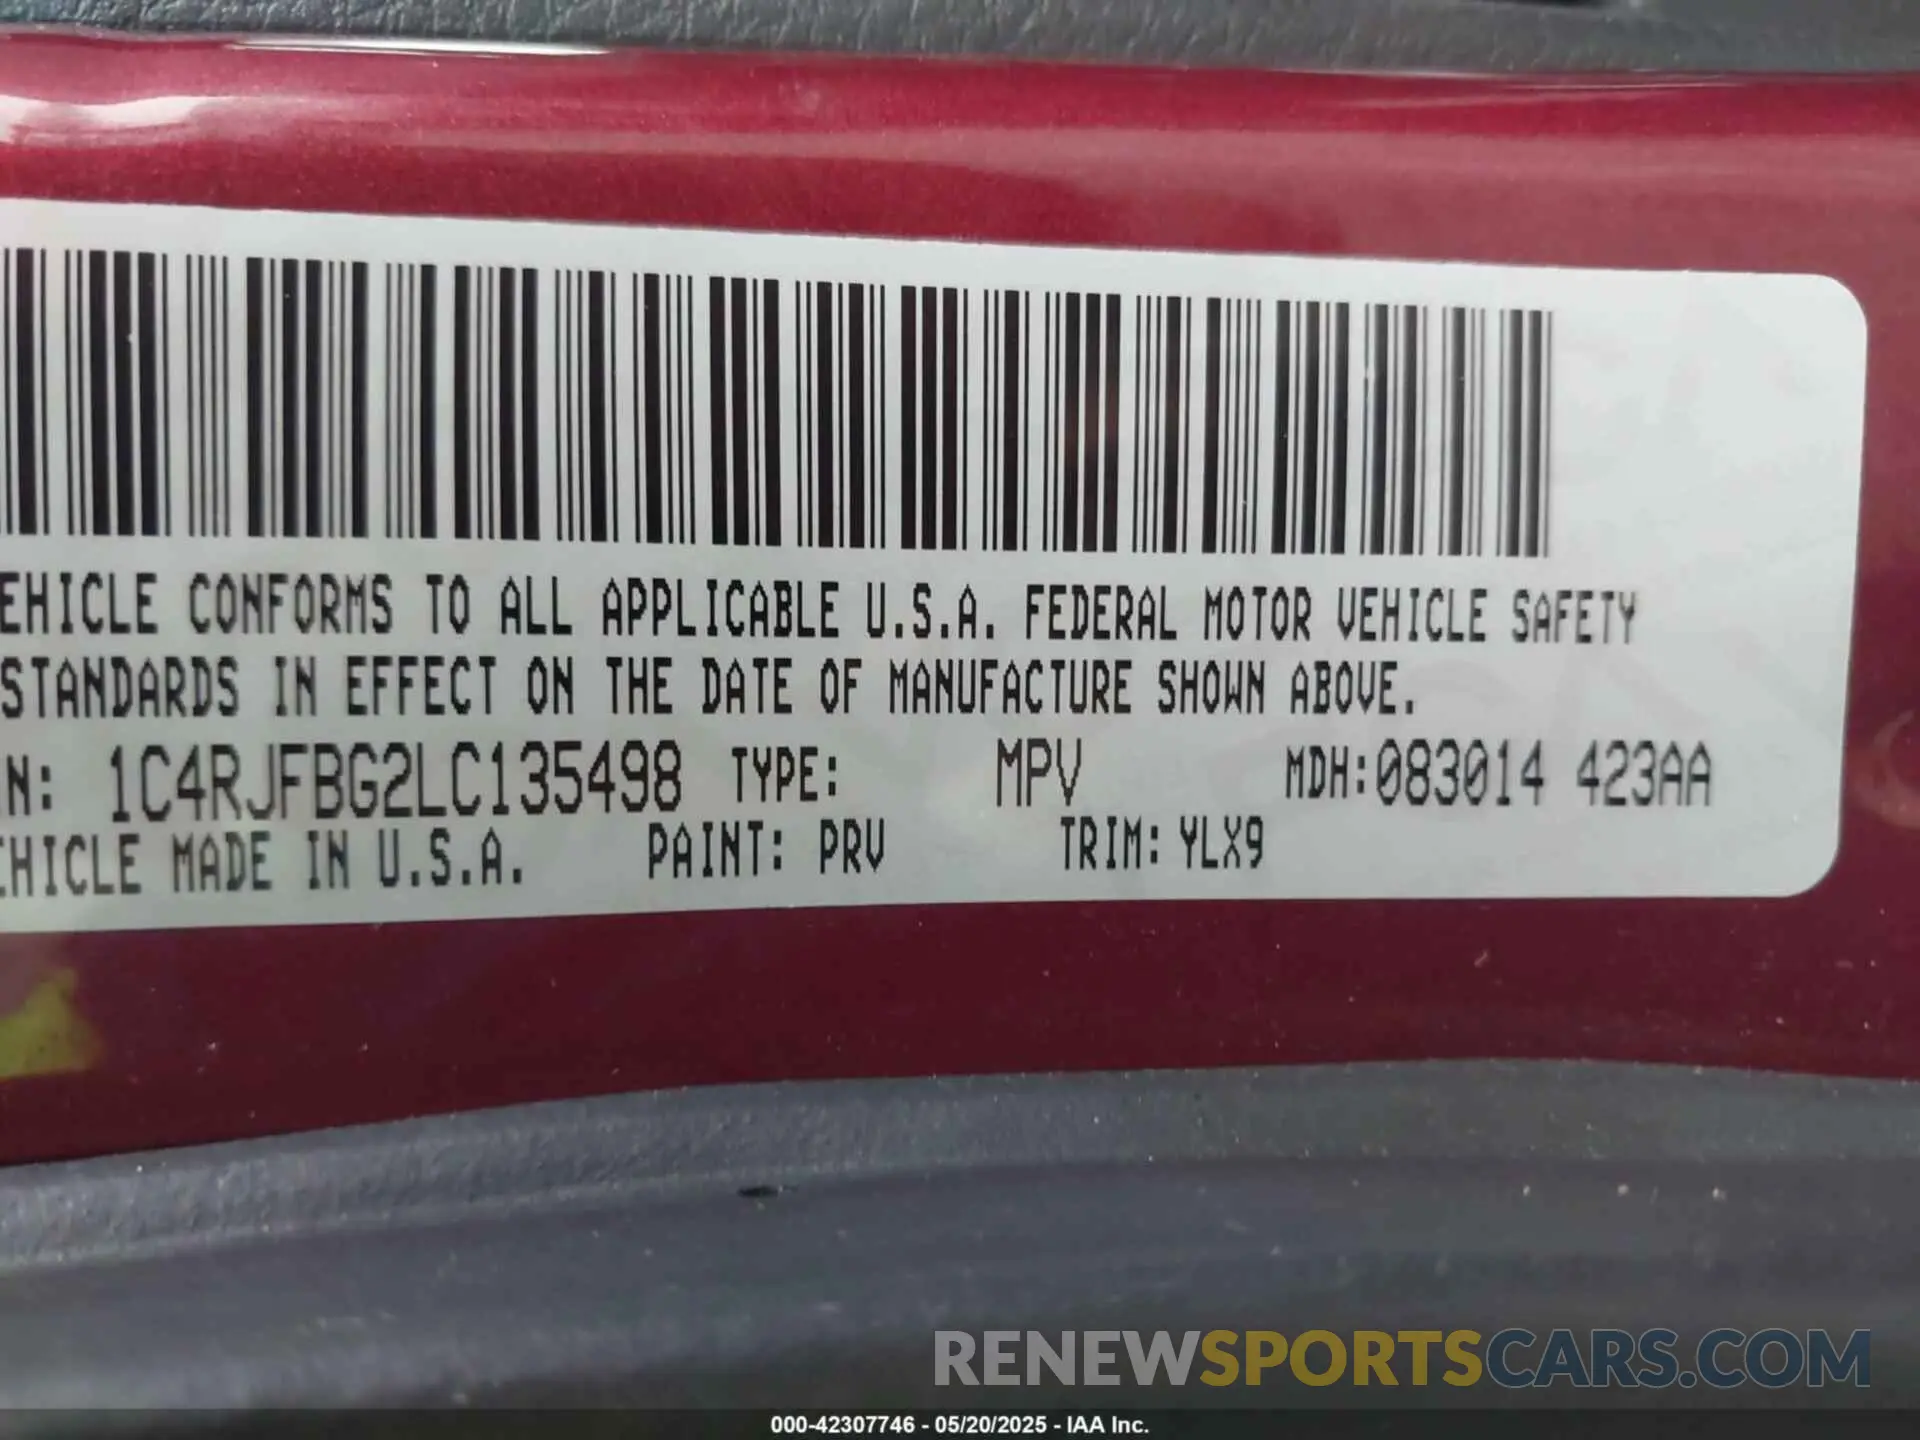 EHICLE CONFORMS TO ALL APPLICABLE U.S.A. FEDERAL MOTOR VEHICLE SAFETY
STANDARDS IN EFFECT ON THE DATE OF MANUFACTURE SHOWN ABOVE.
N: 1C4RJFBG2LC135498 TYPE: MPV MDH:083014 423AA
EHICLE MADE IN U.S.A. PAINT: PRV TRIM: YLX9
RENEWSPORTSCARS.COM
000-42307746 - 05/20/2025 - IAA Inc.